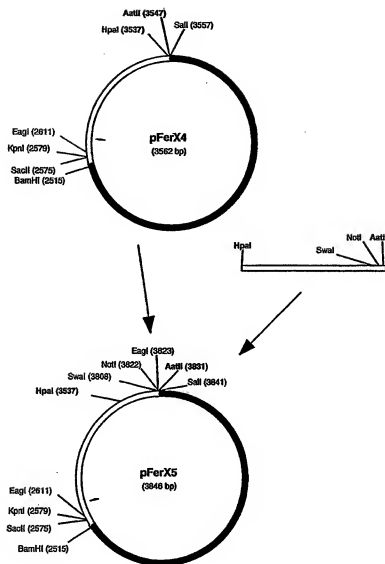 AatII (3547)
HpaI (3537)
SalI (3557)
EagI (2611)
KpnI (2579)
SacII (2575)
BamHI (2515)
pFerX4
(3562 bp)
HpaI
NotI
AatII
SwaI
EagI (3823)
NotI (3822)
AatII (3831)
SwaI (3808)
SalI (3841)
HpaI (3537)
pFerX5
(3846 bp)
EagI (2611)
KpnI (2579)
SacII (2575)
BamHI (2515)